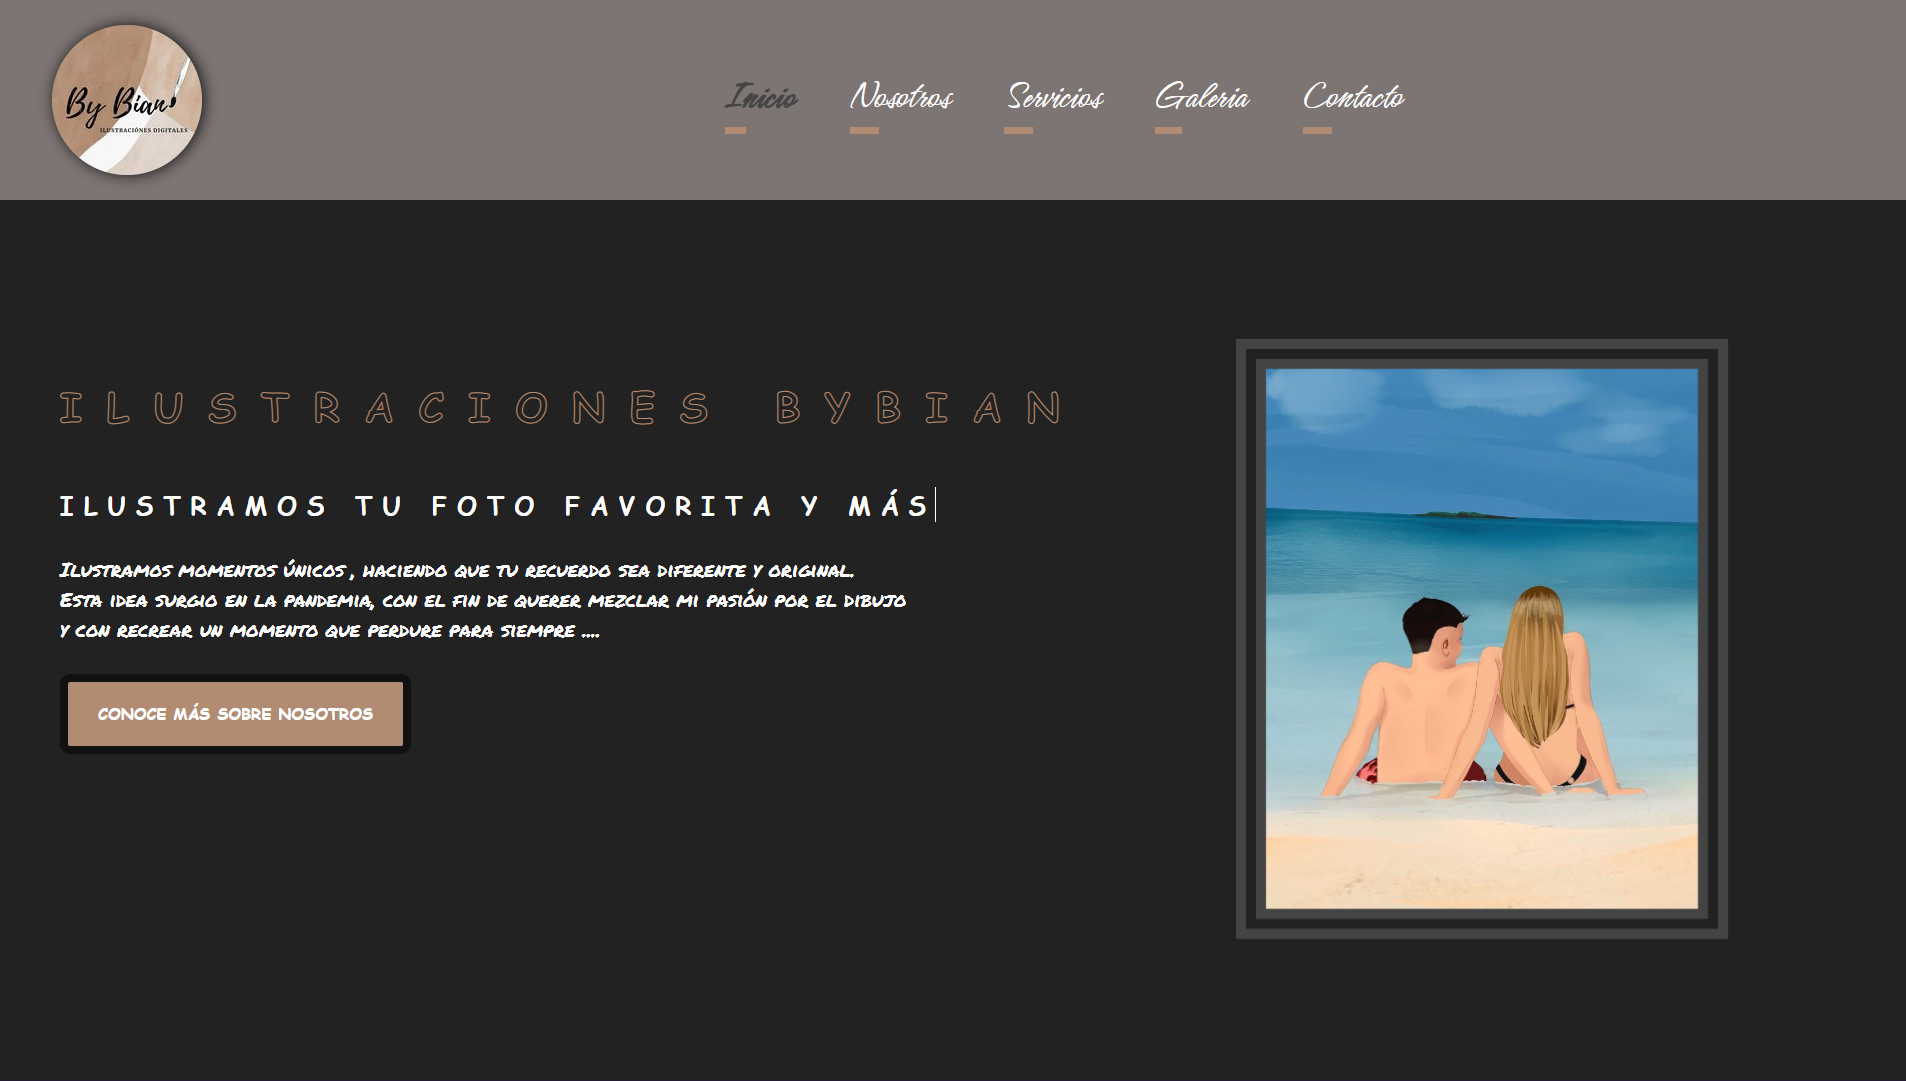 By Bian
ILUSTRACIÓNES DIGITALES
Inicio Nosotros Servicios Galeria Contacto
ILUSTRACIONES BYBIAN
ILUSTRAMOS TU FOTO FAVORITA Y MÁS
Ilustramos momentos únicos , haciendo que tu recuerdo sea diferente y original.
Esta idea surgio en la pandemia, con el fin de querer mezclar mi pasión por el dibujo
y con recrear un momento que perdure para siempre ....
CONOCE MÁS SOBRE NOSOTROS